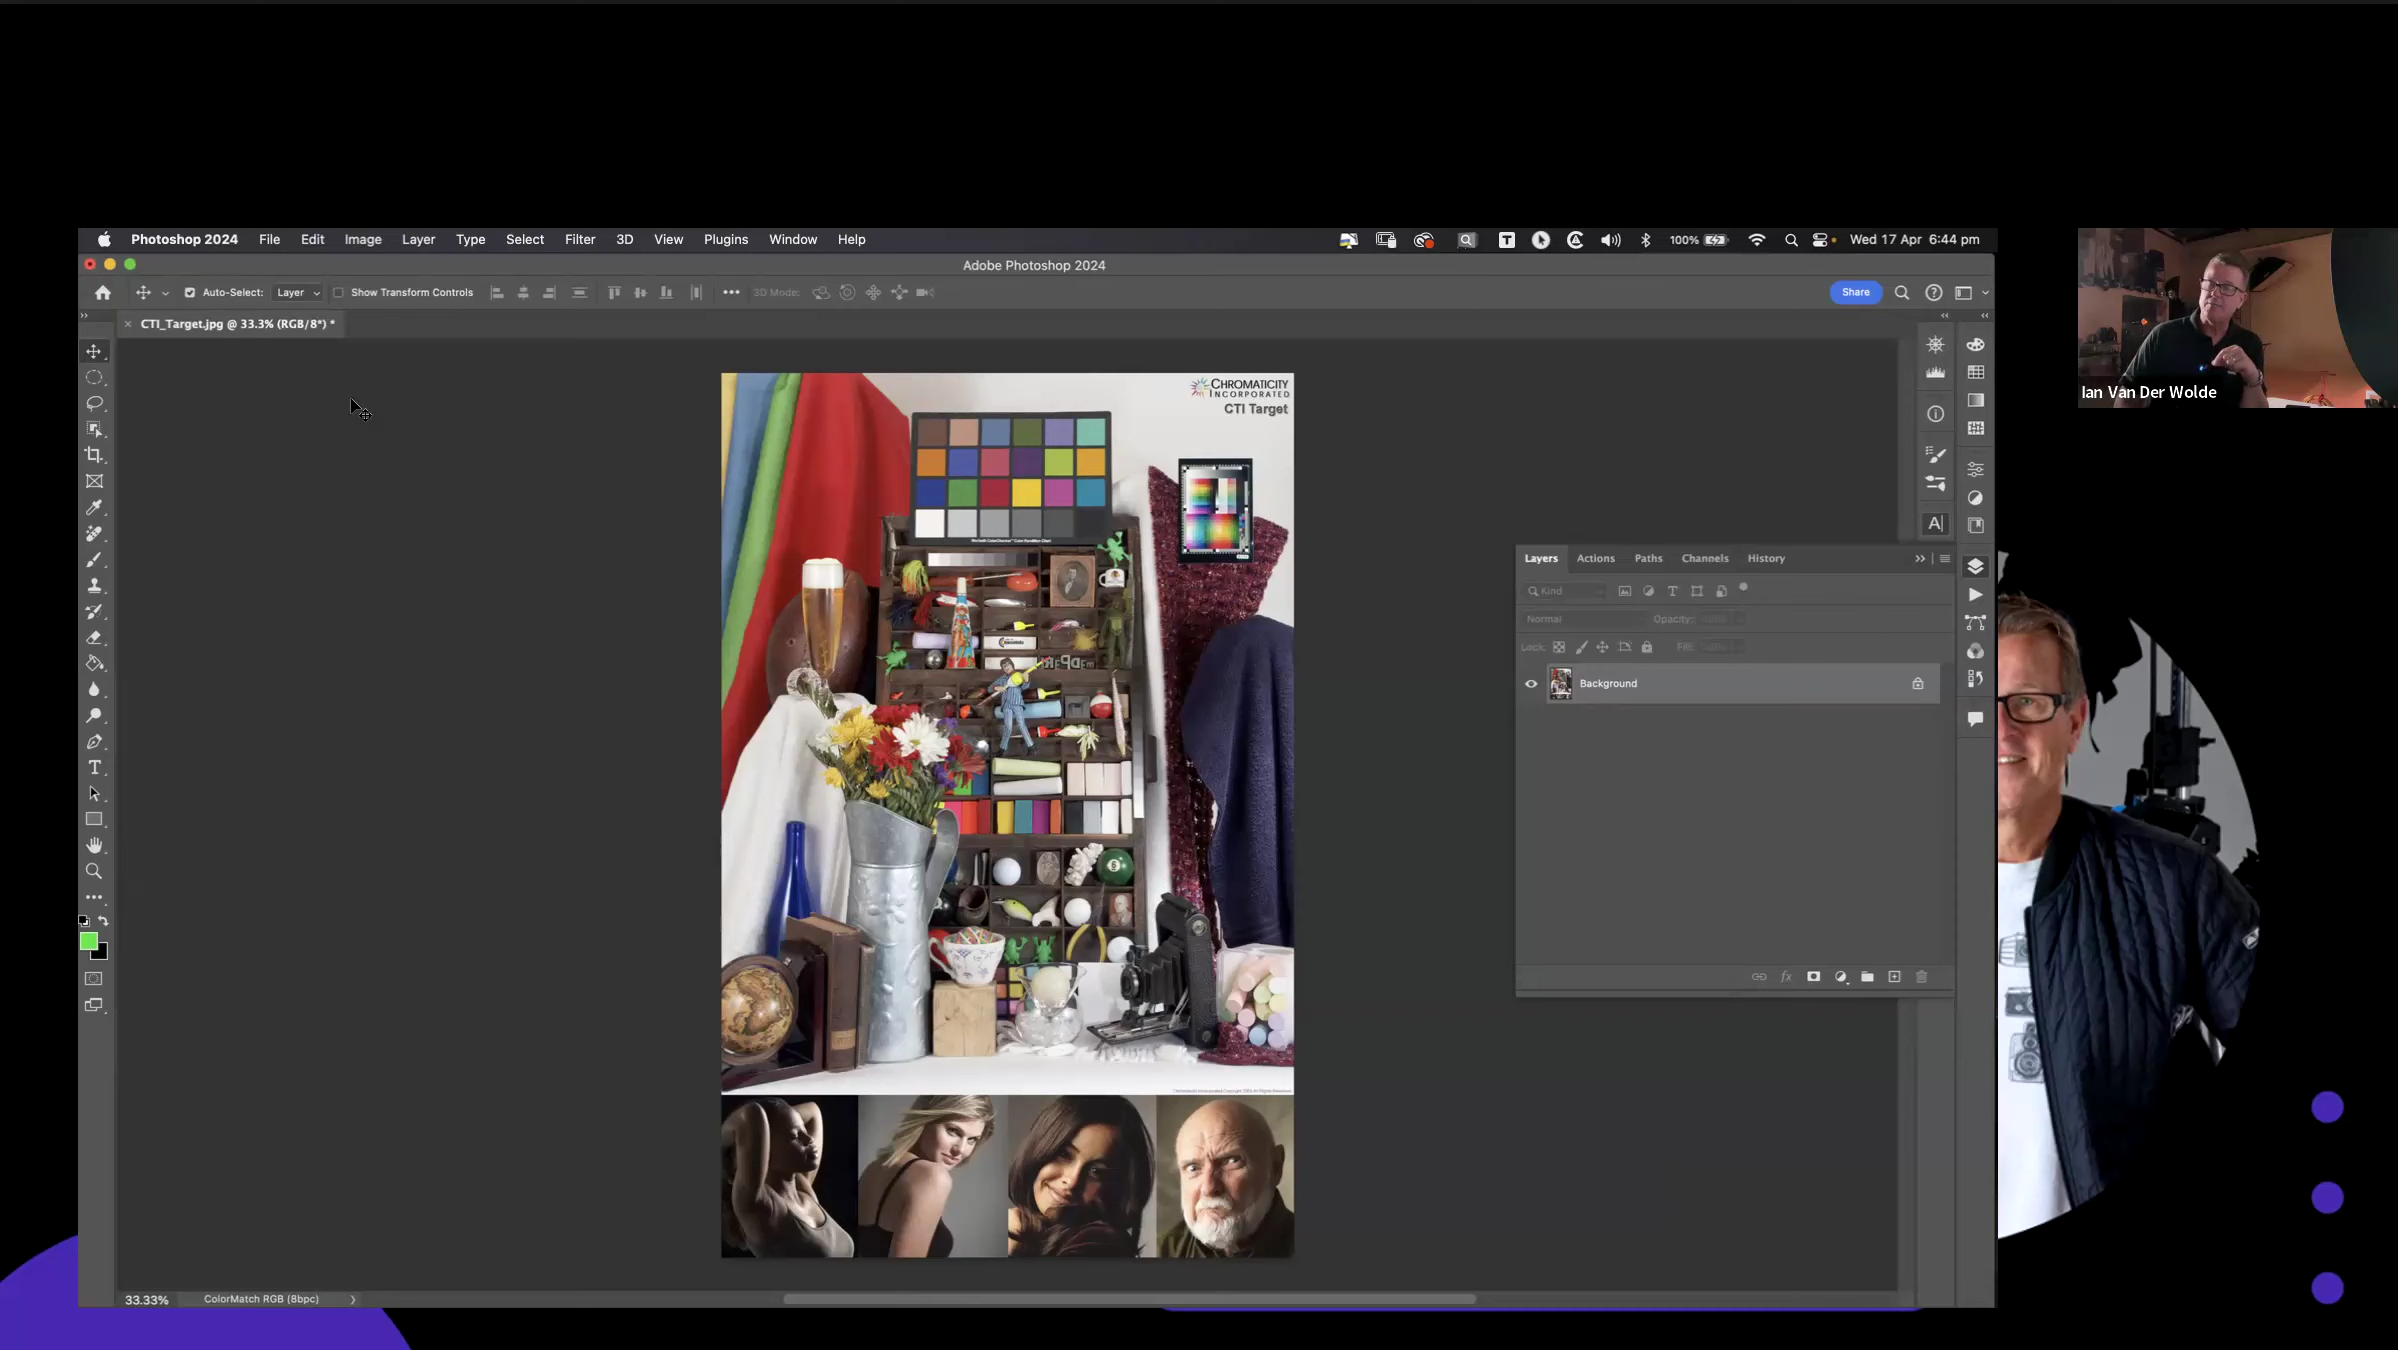 Photoshop 2024 File Edit Image Layer Type Select Filter 3D View Plugins Window Help 100% Wed 17 Apr 6:44 pm
Adobe Photoshop 2024
Auto-Select: Layer Show Transform Controls ••• 3D Mode: Share
CTI_Target.jpg @ 33.3% (RGB/8*) *
CHROMATICITY
INCORPORATED
CTI Target
Ian Van Der Wolde
Layers Actions Paths Channels History
Kind
Normal Opacity:
Lock: Fill:
Background
fx
33.33% ColorMatch RGB (8bpc)